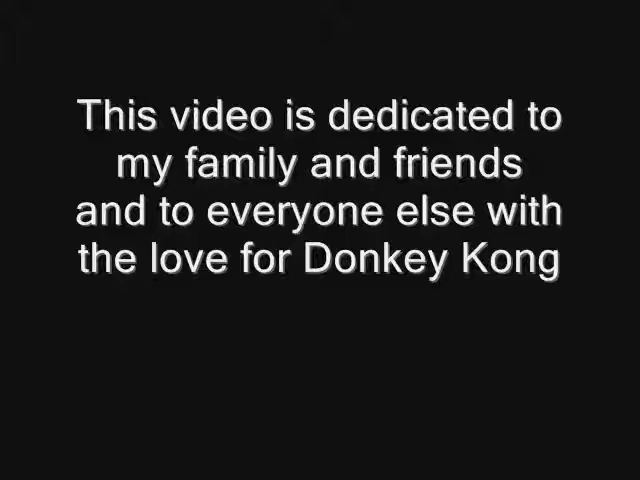 This video is dedicated to
my family and friends
and to everyone else with
the love for Donkey Kong